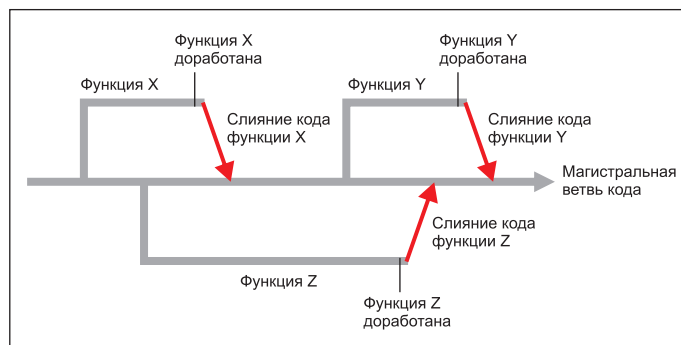 Функция X
доработана
Функция Y
доработана
Функция X
Функция Y
Слияние кода
функции X
Слияние кода
функции Y
Магистральная
ветвь кода
Слияние кода
функции Z
Функция Z
Функция Z
доработана